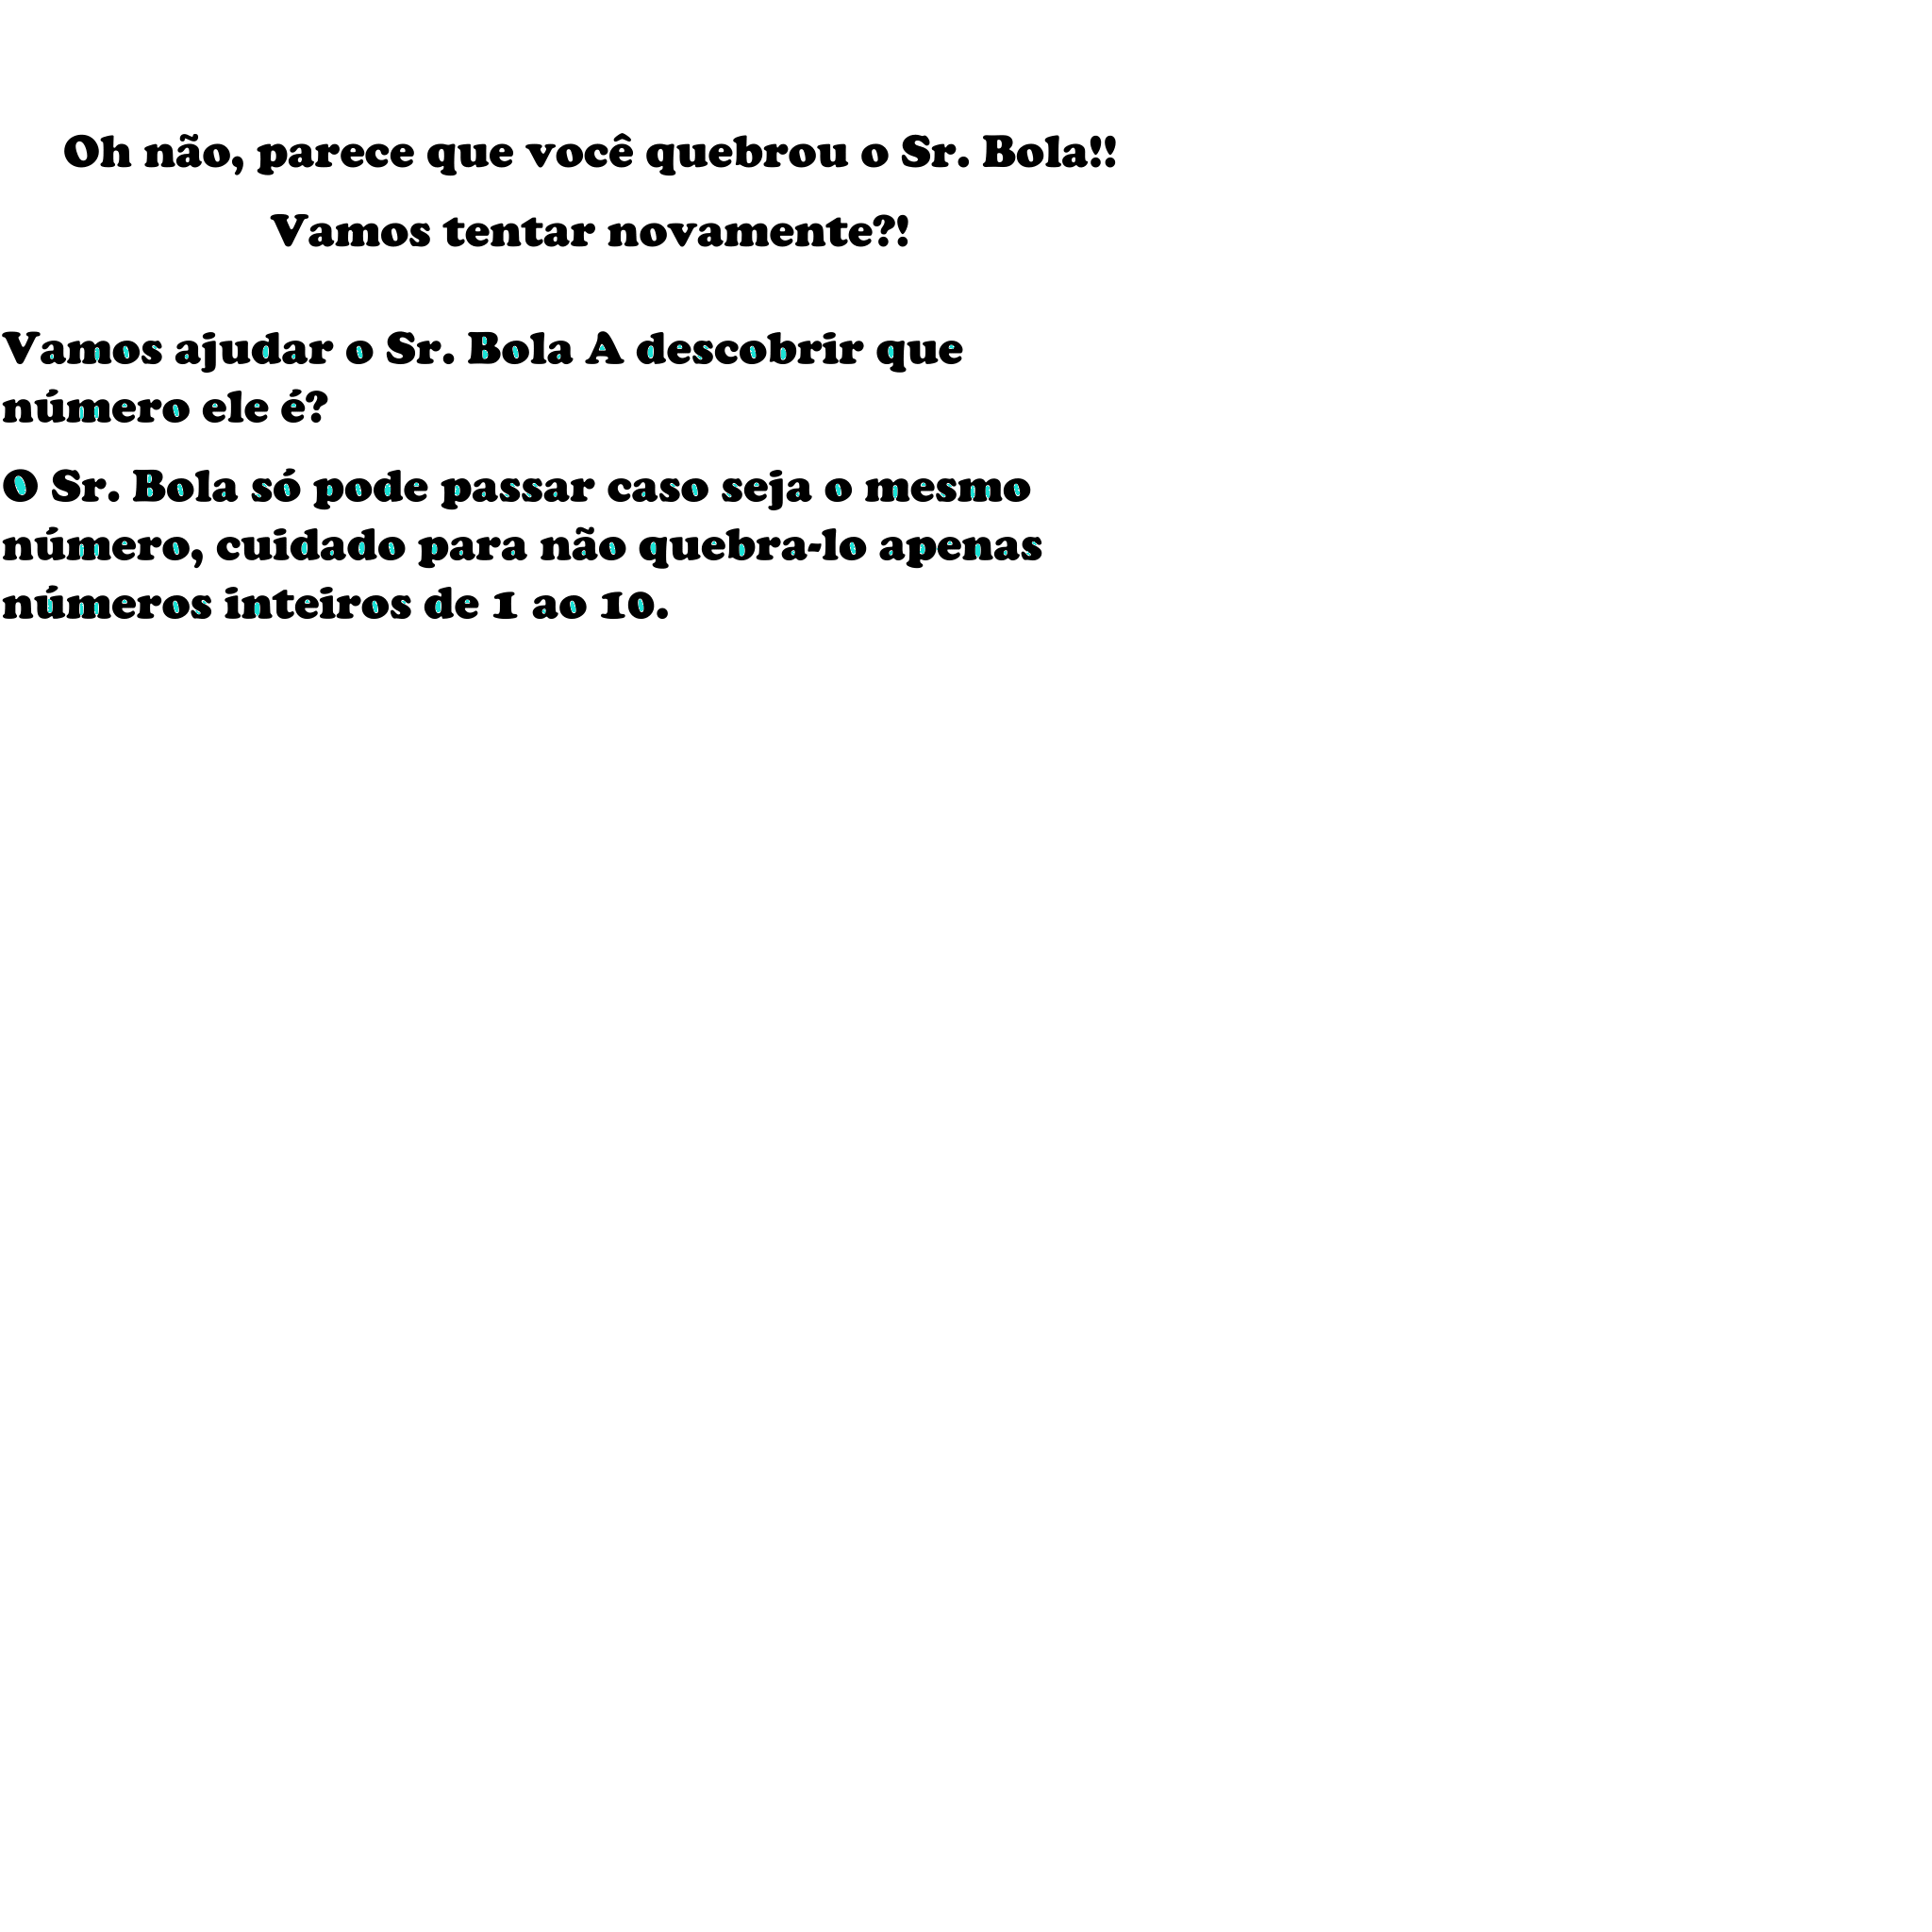 Oh não, parece que você quebrou o Sr. Bola!!
Vamos tentar novamente?!
Vamos ajudar o Sr. Bola A descobrir que
número ele é?
O Sr. Bola só pode passar caso seja o mesmo
número, cuidado para não quebra-lo apenas
números inteiros de 1 ao 10.